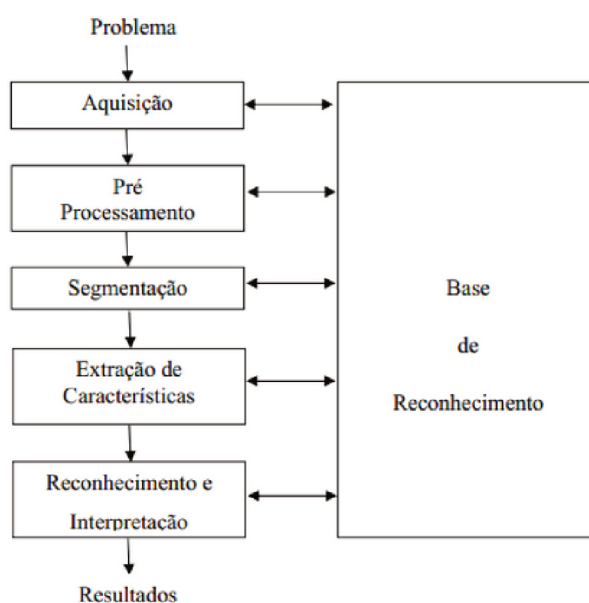 Problema
Aquisição
Pré
Processamento
Segmentação
Extração de
Características
Reconhecimento e
Interpretação
Resultados
Base
de
Reconhecimento